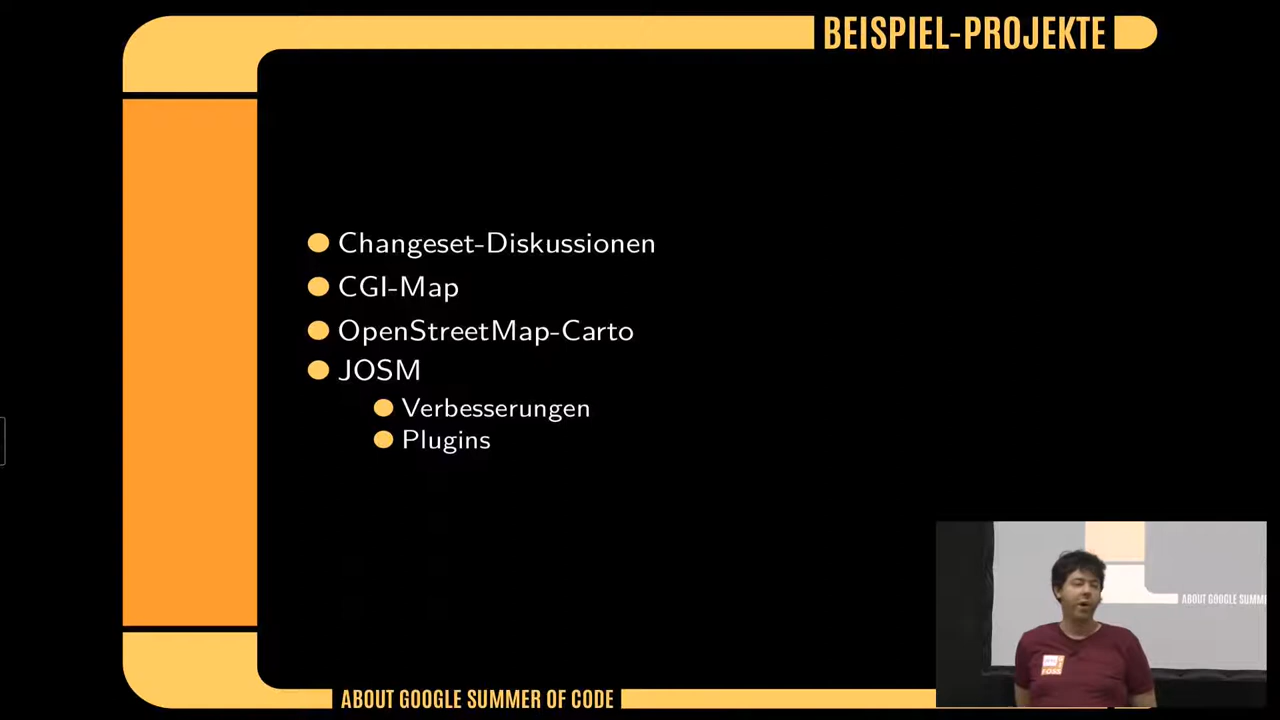 BEISPIEL-PROJEKTE
Changeset-Diskussionen
CGI-Map
OpenStreetMap-Carto
JOSM
Verbesserungen
Plugins
ABOUT GOOGLE SUMMER OF CODE
ABOUT GOOGLE SUMM